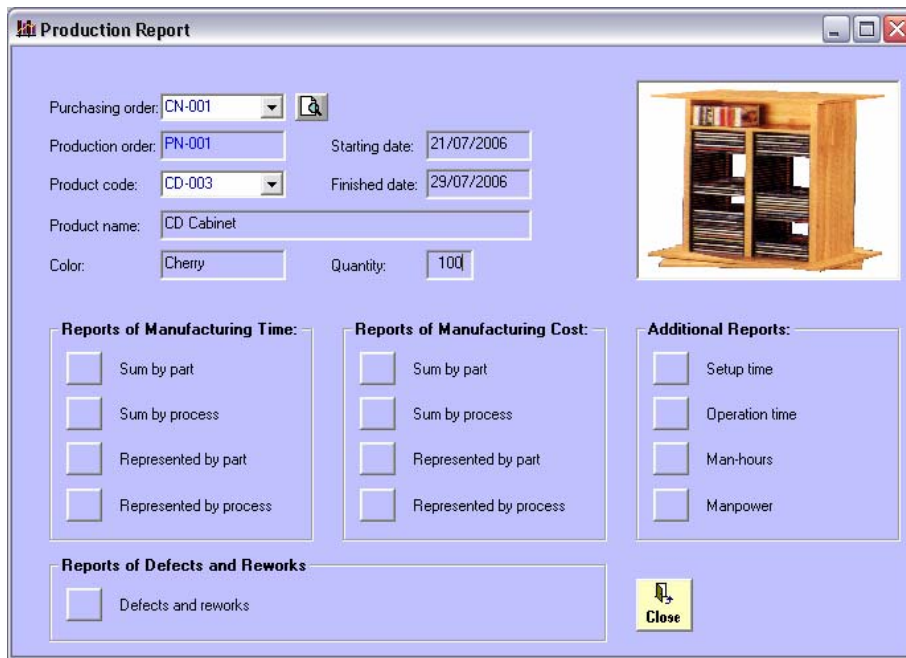 Production Report
Purchasing order: CN-001
Production order: PN-001 Starting date: 21/07/2006
Product code: CD-003 Finished date: 29/07/2006
Product name: CD Cabinet
Color: Cherry Quantity: 100
Reports of Manufacturing Time: Reports of Manufacturing Cost: Additional Reports:
Sum by part Sum by part Setup time
Sum by process Sum by process Operation time
Represented by part Represented by part Man-hours
Represented by process Represented by process Manpower
Reports of Defects and Reworks
Defects and reworks
Close